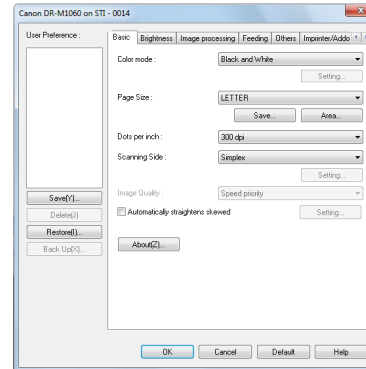 Canon DR-M1060 on STI - 0014
User Preference :
Save(Y)...
Delete(J)
Restore(I)...
Back Up(X)...
Basic Brightness Image processing Feeding Others Imprinter/Addo
Color mode : Black and White
Setting...
Page Size : LETTER
Save... Area...
Dots per inch : 300 dpi
Scanning Side : Simplex
Setting...
Image Quality : Speed priority
Automatically straightens skewed Setting...
About(Z)...
OK Cancel Default Help